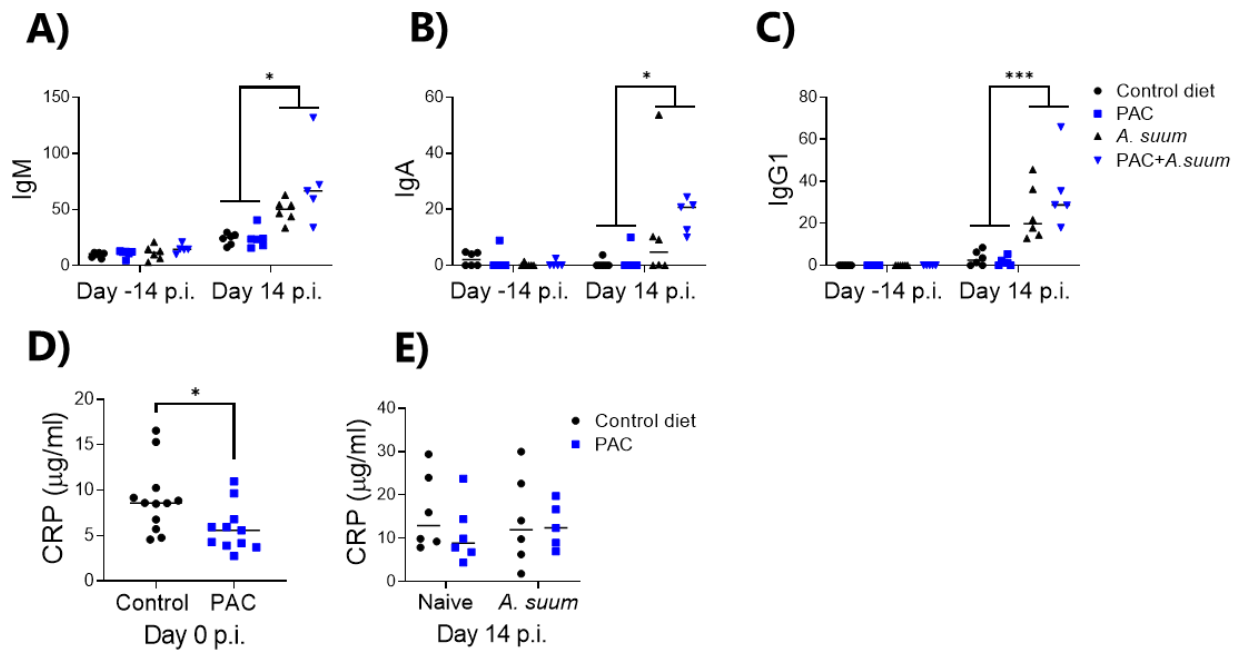 A)
B)
C)
*
*
***
150
100
50
0
IgM
Day -14 p.i. Day 14 p.i.
60
40
20
0
IgA
Day -14 p.i. Day 14 p.i.
80
60
40
20
0
IgG1
Day -14 p.i. Day 14 p.i.
Control diet
PAC
A. suum
PAC+A.suum
D)
E)
*
20
15
10
5
0
CRP (µg/ml)
Control PAC
Day 0 p.i.
40
30
20
10
0
CRP (µg/ml)
Naive A. suum
Day 14 p.i.
Control diet
PAC